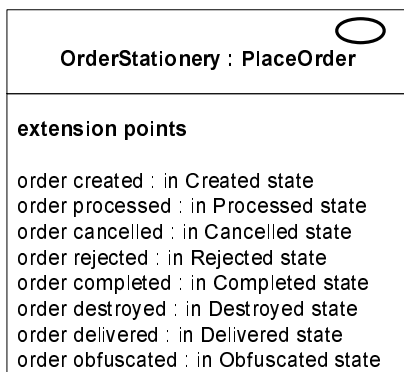 OrderStationery : PlaceOrder
extension points
order created : in Created state
order processed : in Processed state
order cancelled : in Cancelled state
order rejected : in Rejected state
order completed : in Completed state
order destroyed : in Destroyed state
order delivered : in Delivered state
order obfuscated : in Obfuscated state